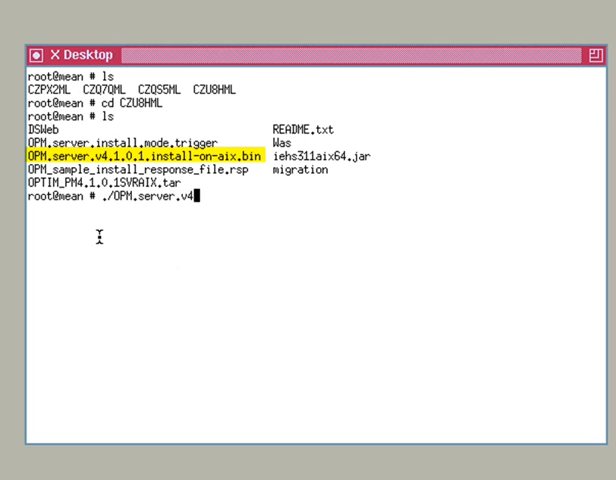 X Desktop
root@mean # ls
CZPX2ML CZQ7QML CZQS5ML CZU8HML
root@mean # cd CZU8HML
root@mean # ls
DSWeb README.txt
OPM.server.install.mode.trigger Was
OPM.server.v4.1.0.1.install-on-aix.bin iehs311aix64.jar
OPM_sample_install_response_file.rsp migration
OPTIM_PM4.1.0.1SVRAIX.tar
root@mean # ./OPM.server.v4